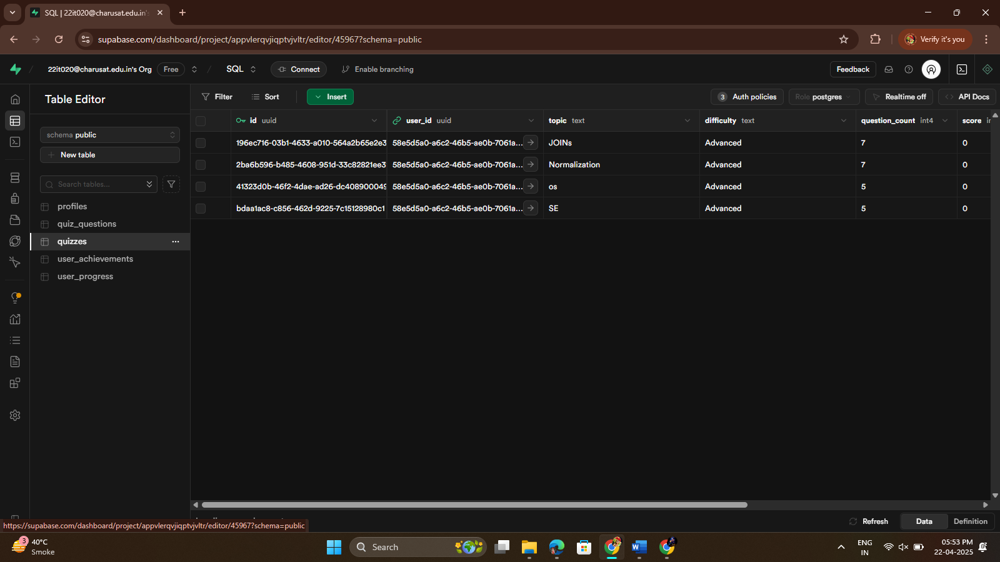 SQL | 22it020@charusat.edu.in's
supabase.com/dashboard/project/appvlerqvjiqptvjvltr/editor/45967?schema=public
Verify it's you
22it020@charusat.edu.in's Org
Free
SQL
Connect
Enable branching
Feedback
Table Editor
Filter
Sort
Insert
3 Auth policies
Role postgres
Realtime off
API Docs
schema public
New table
Search tables...
profiles
quiz_questions
quizzes
user_achievements
user_progress
id uuid
user_id uuid
topic text
difficulty text
question_count int4
score
196ec716-03b1-4633-a010-564a2b65e2e3 58e5d5a0-a6c2-46b5-ae0b-7061a... JOINs Advanced 7 0
2ba6b596-b485-4608-951d-33c82821ee3 58e5d5a0-a6c2-46b5-ae0b-7061a... Normalization Advanced 7 0
41323d0b-46f2-4dae-ad26-dc408900049 58e5d5a0-a6c2-46b5-ae0b-7061a... os Advanced 5 0
bdaa1ac8-c856-462d-9225-7c15128980c1 58e5d5a0-a6c2-46b5-ae0b-7061a... SE Advanced 5 0
Refresh
Data
Definition
https://supabase.com/dashboard/project/appvlerqvjiqptvjvltr/editor/45967?schema=public
3
40°C
Smoke
Search
ENG
IN
05:53 PM
22-04-2025